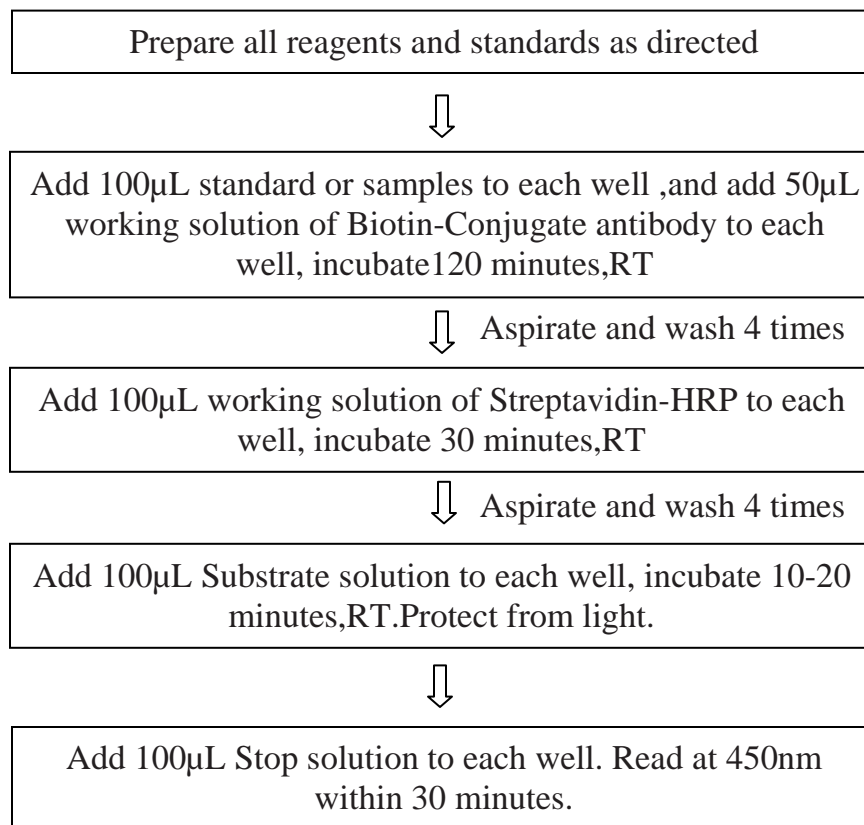 Prepare all reagents and standards as directed
Add 100μL standard or samples to each well ,and add 50μL
working solution of Biotin-Conjugate antibody to each
well, incubate120 minutes,RT
Aspirate and wash 4 times
Add 100μL working solution of Streptavidin-HRP to each
well, incubate 30 minutes,RT
Aspirate and wash 4 times
Add 100μL Substrate solution to each well, incubate 10-20
minutes,RT.Protect from light.
Add 100μL Stop solution to each well. Read at 450nm
within 30 minutes.